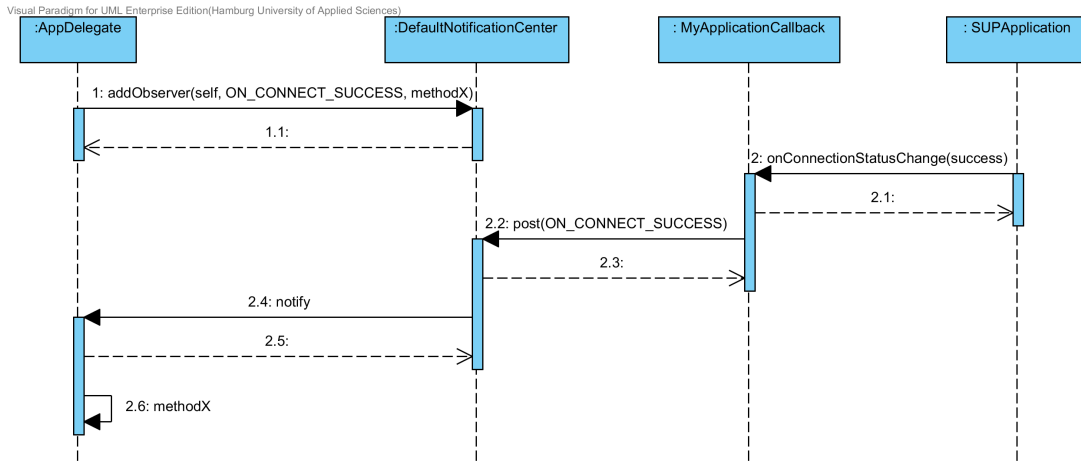 Visual Paradigm for UML Enterprise Edition(Hamburg University of Applied Sciences)
:AppDelegate
:DefaultNotificationCenter
: MyApplicationCallback
: SUPApplication
1: addObserver(self, ON_CONNECT_SUCCESS, methodX)
1.1:
2: onConnectionStatusChange(success)
2.1:
2.2: post(ON_CONNECT_SUCCESS)
2.3:
2.4: notify
2.5:
2.6: methodX